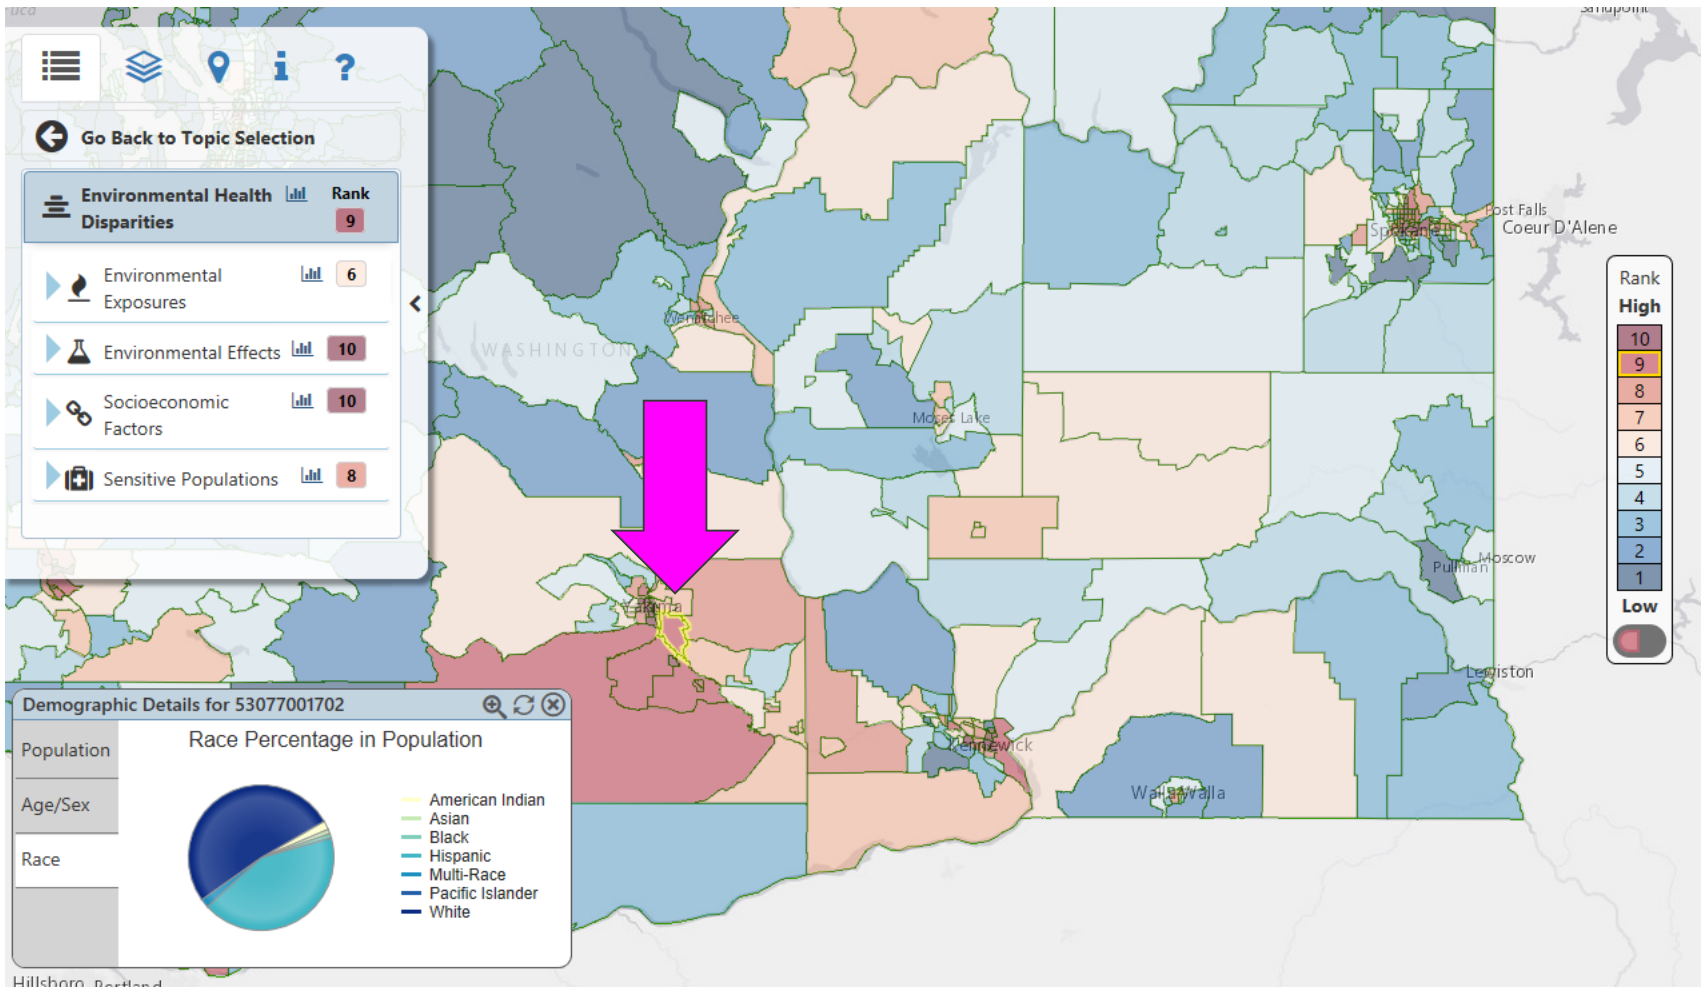 Sandpoint
?
Go Back to Topic Selection
Environmental Health
Disparities
Rank
9
Environmental
Exposures
6
Environmental Effects
10
Socioeconomic
Factors
10
Sensitive Populations
8
WASHINGTON
Wenatchee
Moses Lake
Yakima
Kennewick
Walla Walla
Spokane
Post Falls
Coeur D'Alene
Pullman
Moscow
Lewiston
Rank
High
10
9
8
7
6
5
4
3
2
1
Low
Demographic Details for 53077001702
Population
Age/Sex
Race
Race Percentage in Population
American Indian
Asian
Black
Hispanic
Multi-Race
Pacific Islander
White
Hillsboro
Portland